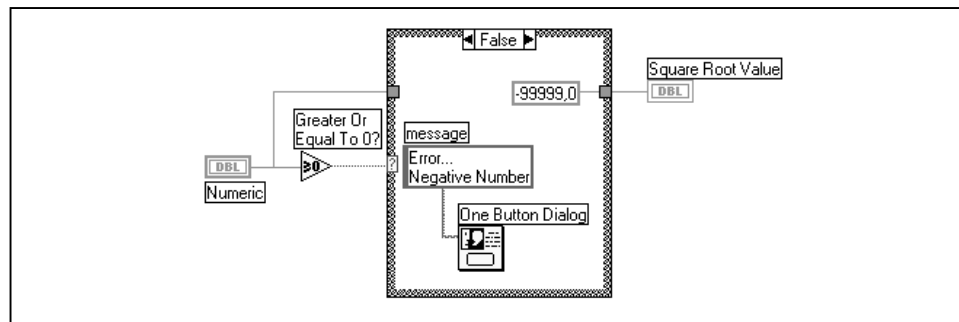 False
Square Root Value
-99999,0
DBL
Greater Or
Equal To 0?
message
≥0
?
Error...
Negative Number
DBL
Numeric
One Button Dialog